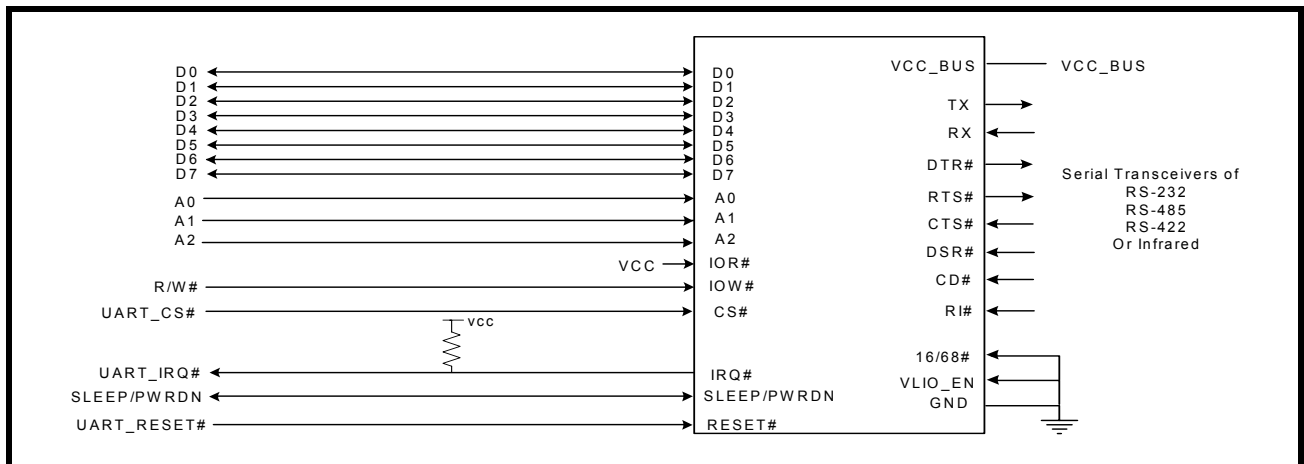 D0
D1
D2
D3
D4
D5
D6
D7
A0
A1
A2
VCC
R/W#
UART_CS#
vcc
UART_IRQ#
SLEEP/PWRDN
UART_RESET#
D0
D1
D2
D3
D4
D5
D6
D7
A0
A1
A2
IOR#
IOW#
CS#
IRQ#
SLEEP/PWRDN
RESET#
VCC_BUS
TX
RX
DTR#
RTS#
CTS#
DSR#
CD#
RI#
16/68#
VLIO_EN
GND
VCC_BUS
Serial Transceivers of
RS-232
RS-485
RS-422
Or Infrared